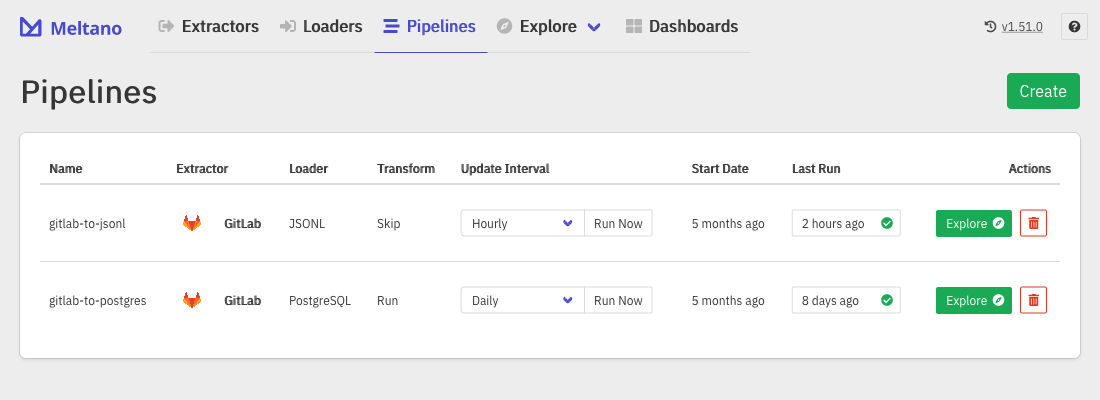 Meltano Extractors Loaders Pipelines Explore Dashboards v1.51.0 ?
Pipelines Create
Name Extractor Loader Transform Update Interval Start Date Last Run Actions
gitlab-to-jsonl GitLab JSONL Skip Hourly Run Now 5 months ago 2 hours ago Explore
gitlab-to-postgres GitLab PostgreSQL Run Daily Run Now 5 months ago 8 days ago Explore